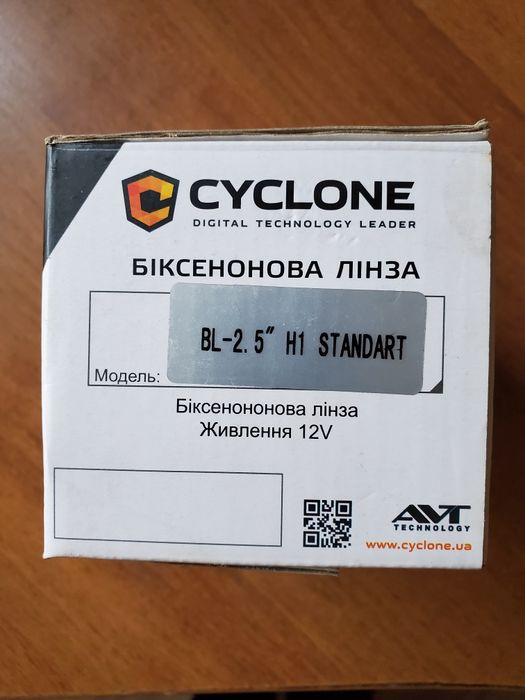 CYCLONE
DIGITAL TECHNOLOGY LEADER
БІКСЕНОНОВА ЛІНЗА
BL-2.5" H1 STANDART
Модель:
Біксенононова лінза
Живлення 12V
AVT
TECHNOLOGY
www.cyclone.ua